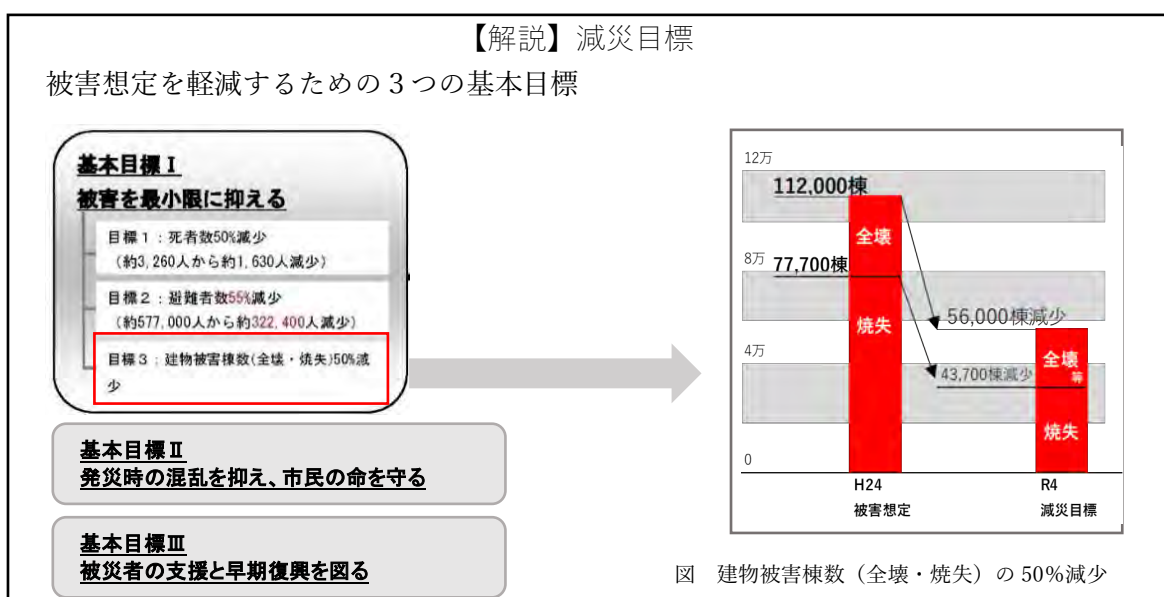 【解説】減災目標
被害想定を軽減するための3つの基本目標
基本目標Ⅰ
被害を最小限に抑える
目標1：死者数50%減少
（約3,260人から約1,630人減少）
目標2：避難者数55%減少
（約577,000人から約322,400人減少）
目標3：建物被害棟数(全壊・焼失)50%減
少
基本目標Ⅱ
発災時の混乱を抑え、市民の命を守る
基本目標Ⅲ
被災者の支援と早期復興を図る
12万
112,000棟
全壊
8万
77,700棟
焼失
56,000棟減少
4万
43,700棟減少
全壊
等
焼失
0
H24
R4
被害想定
減災目標
図 建物被害棟数（全壊・焼失）の50%減少